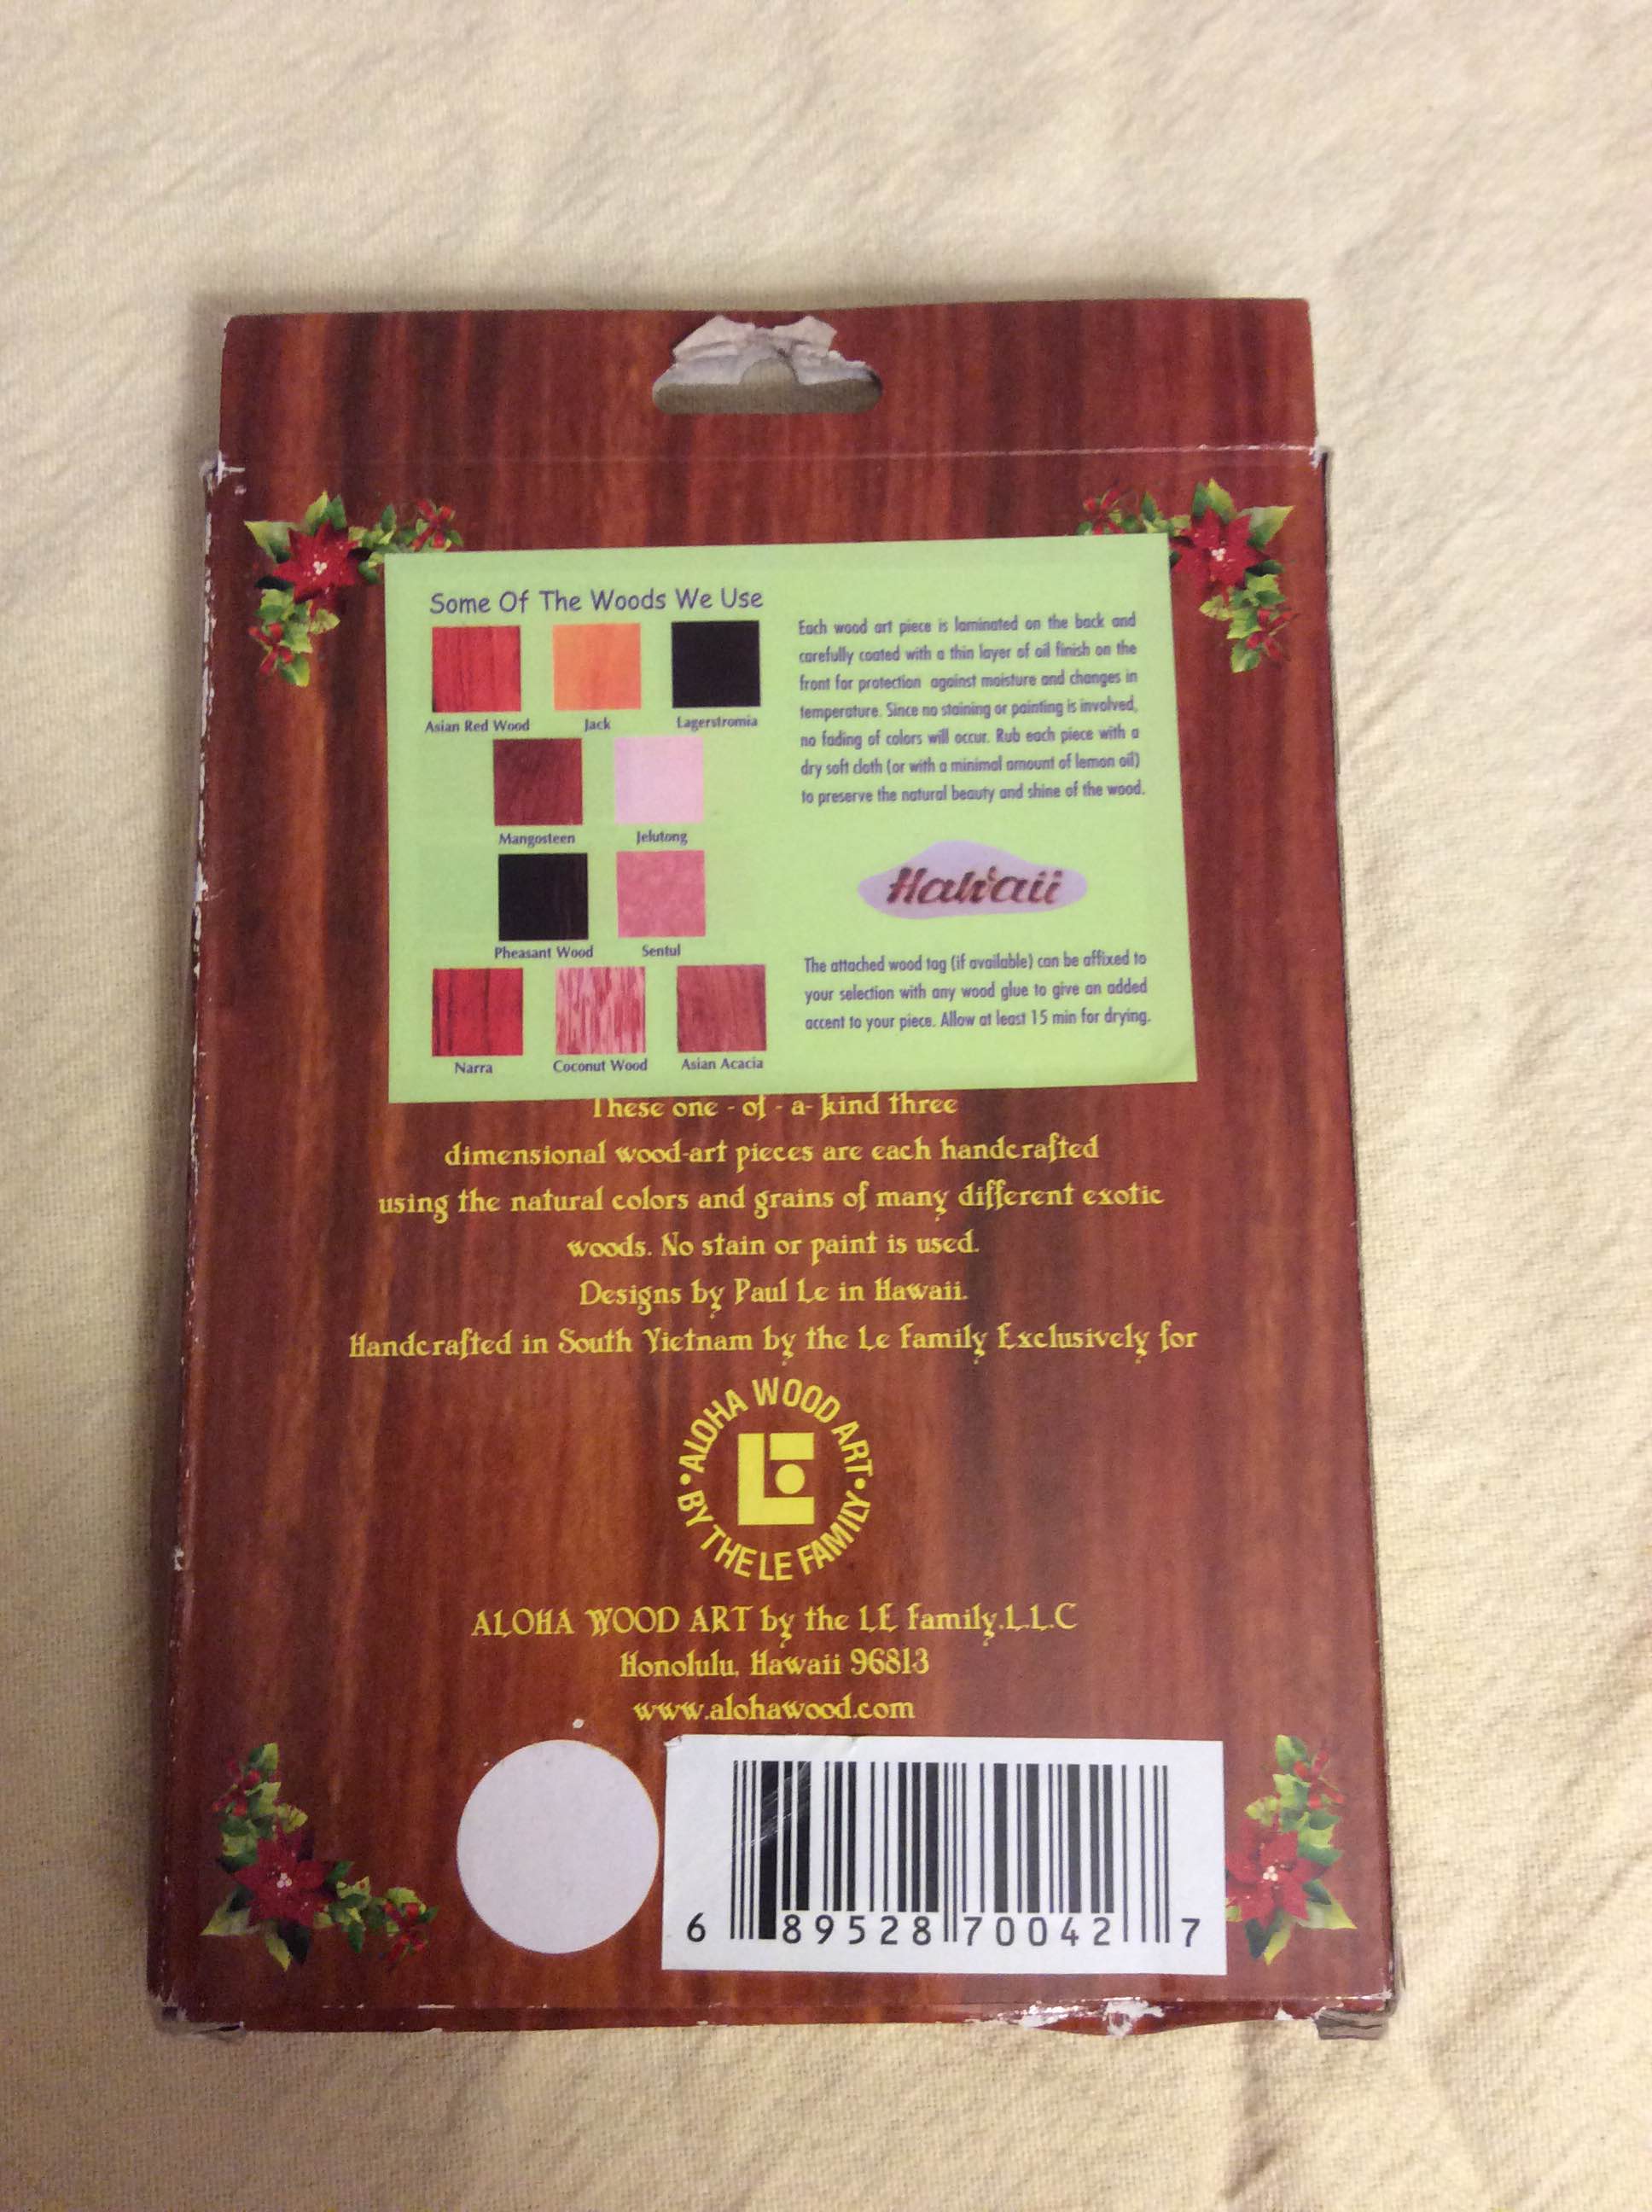 Some Of The Woods We Use
Asian Red Wood
Jack
Lagerstromia
Mangosteen
Jelutong
Pheasant Wood
Sentul
Narra
Coconut Wood
Asian Acacia
Each wood art piece is laminated on the back and
carefully coated with a thin layer of oil finish on the
front for protection against moisture and changes in
temperature. Since no staining or painting is involved,
no fading of colors will occur. Rub each piece with a
dry soft cloth (or with a minimal amount of lemon oil)
to preserve the natural beauty and shine of the wood.
Hawaii
The attached wood tag (if available) can be affixed to
your selection with any wood glue to give an added
accent to your piece. Allow at least 15 min for drying.
These one - of - a- kind three
dimensional wood-art pieces are each handcrafted
using the natural colors and grains of many different exotic
woods. No stain or paint is used.
Designs by Paul Le in Hawaii.
Handcrafted in South Vietnam by the Le Family Exclusively for
•ALOHA WOOD ART•
LE
BY THE LE FAMILY
ALOHA WOOD ART by the LE Family.L.L.C
Honolulu, Hawaii 96813
www.alohawood.com
6 89528 70042 7